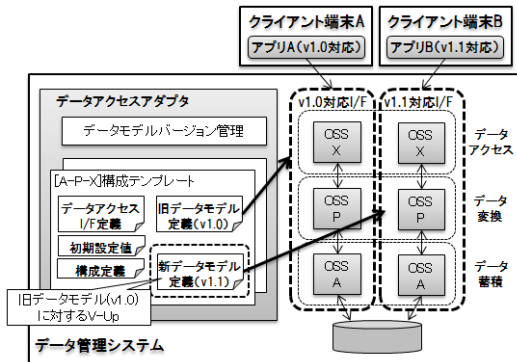 クライアント端末A
アプリA(v1.0対応)
クライアント端末B
アプリB(v1.1対応)
データアクセスアダプタ
データモデルバージョン管理
[A-P-X]構成テンプレート
データアクセス
I/F定義
旧データモデル
定義(v1.0)
初期設定値
構成定義
新データモデル
定義(v1.1)
旧データモデル(v1.0)
に対するV-Up
データ管理システム
v1.0対応I/F
v1.1対応I/F
OSS
X
OSS
X
データ
アクセス
OSS
P
OSS
P
データ
変換
OSS
A
OSS
A
データ
蓄積